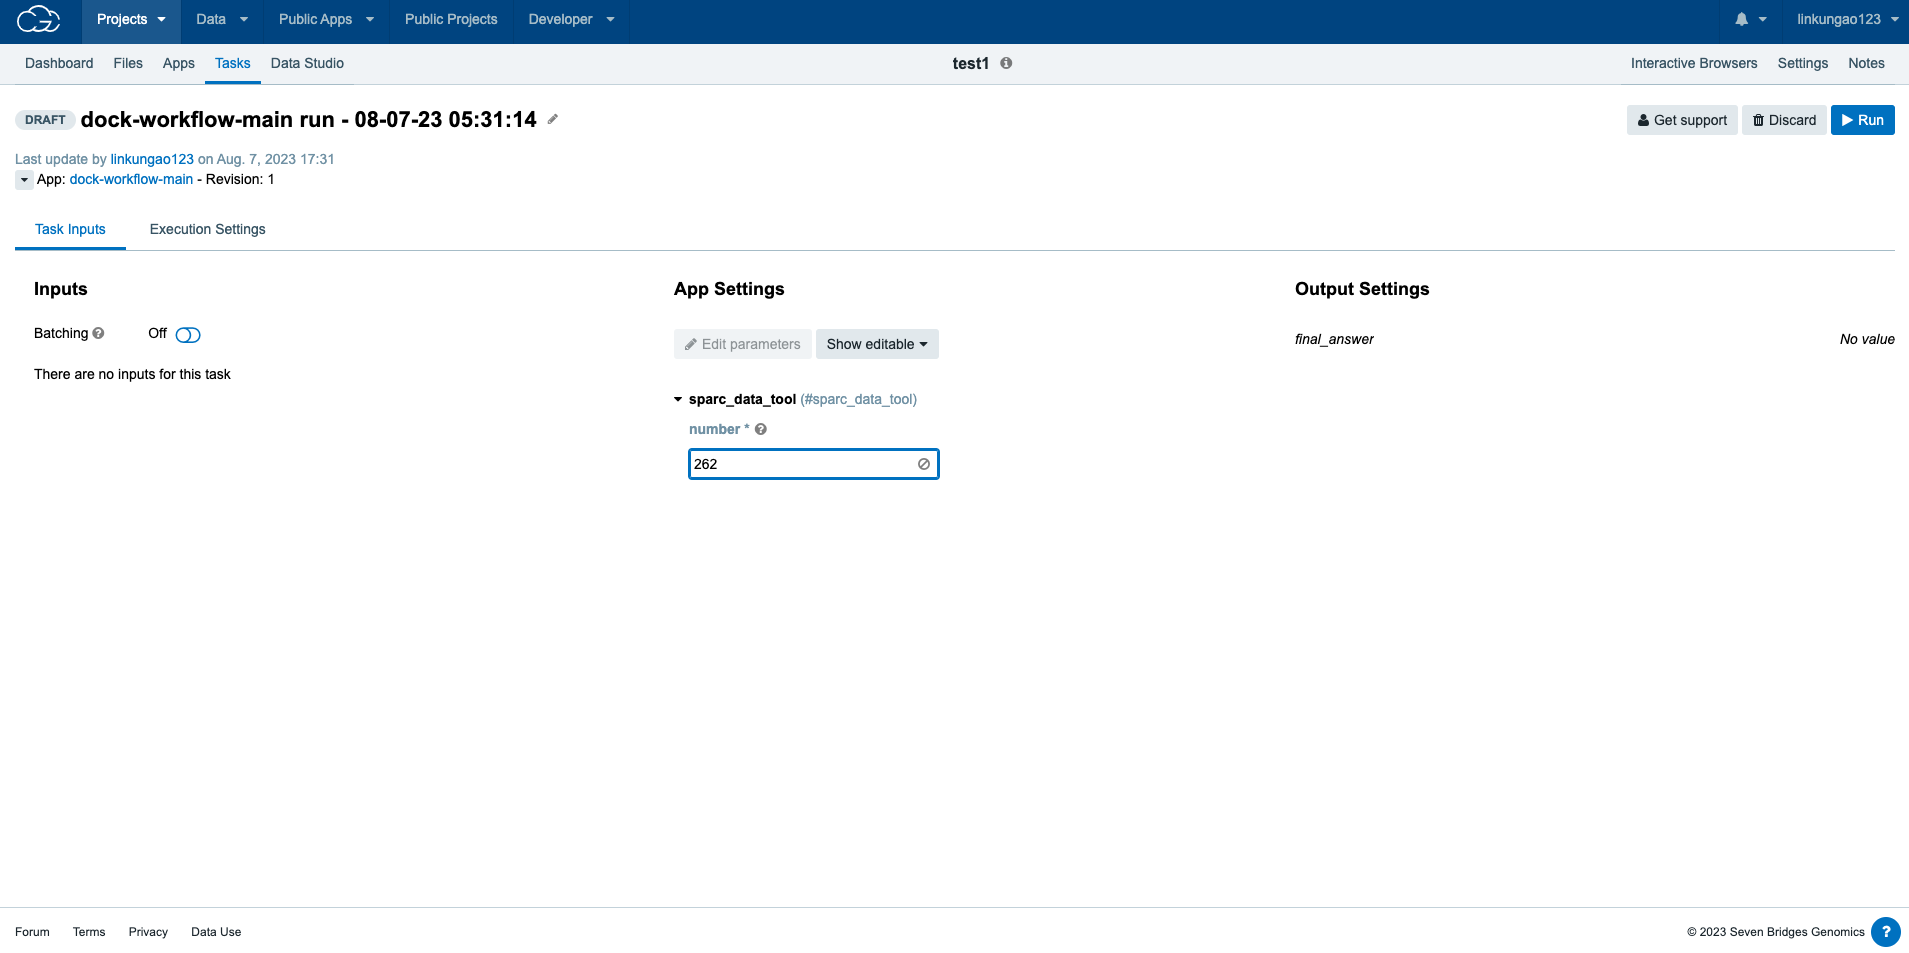 Projects Data Public Apps Public Projects Developer linkungao123
Dashboard Files Apps Tasks Data Studio test1 Interactive Browsers Settings Notes
DRAFT dock-workflow-main run - 08-07-23 05:31:14 Get support Discard Run
Last update by linkungao123 on Aug. 7, 2023 17:31
App: dock-workflow-main - Revision: 1
Task Inputs Execution Settings
Inputs App Settings Output Settings
Batching Off
Edit parameters Show editable
final_answer No value
There are no inputs for this task
sparc_data_tool (#sparc_data_tool)
number *
262
Forum Terms Privacy Data Use © 2023 Seven Bridges Genomics ?